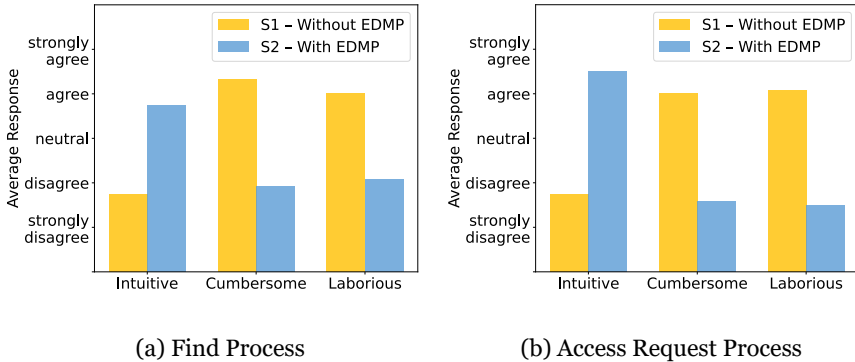 Average Response
strongly
agree
agree
neutral
disagree
strongly
disagree
S1 – Without EDMP
S2 – With EDMP
Intuitive
Cumbersome
Laborious
(a) Find Process
Average Response
strongly
agree
agree
neutral
disagree
strongly
disagree
S1 – Without EDMP
S2 – With EDMP
Intuitive
Cumbersome
Laborious
(b) Access Request Process